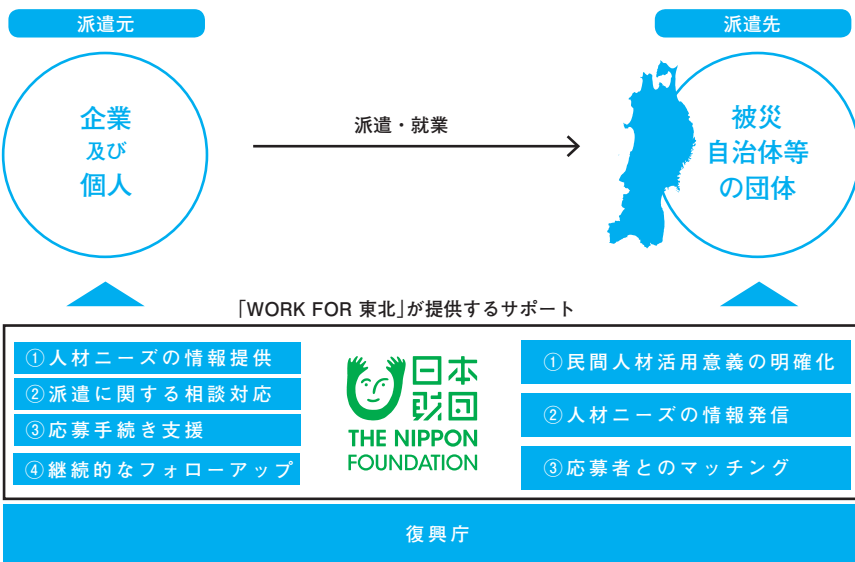 派遣元
派遣先
企業
及び
個人
派遣・就業
被災
自治体等
の団体
「WORK FOR 東北」が提供するサポート
①人材ニーズの情報提供
②派遣に関する相談対応
③応募手続き支援
④継続的なフォローアップ
日本
財団
THE NIPPON
FOUNDATION
①民間人材活用意義の明確化
②人材ニーズの情報発信
③応募者とのマッチング
復興庁